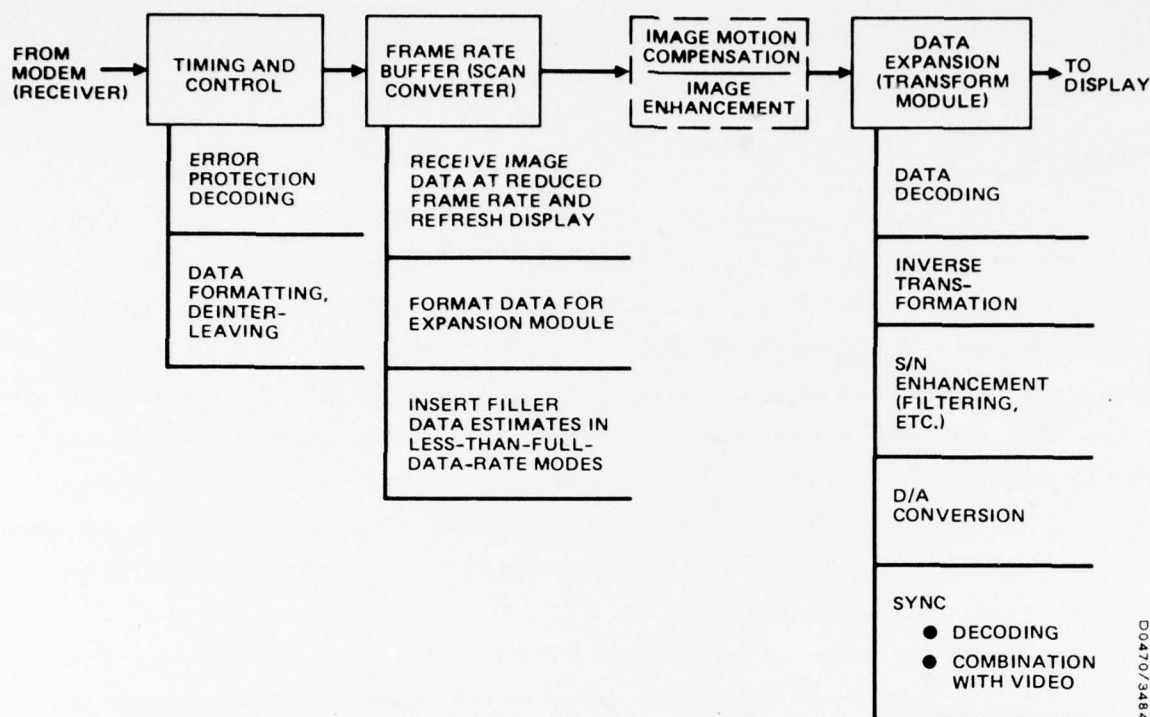 FROM
MODEM
(RECEIVER)
TIMING AND
CONTROL
FRAME RATE
BUFFER (SCAN
CONVERTER)
IMAGE MOTION
COMPENSATION
IMAGE
ENHANCEMENT
DATA
EXPANSION
(TRANSFORM
MODULE)
TO
DISPLAY
ERROR
PROTECTION
DECODING
DATA
FORMATTING,
DEINTER-
LEAVING
RECEIVE IMAGE
DATA AT REDUCED
FRAME RATE AND
REFRESH DISPLAY
FORMAT DATA FOR
EXPANSION MODULE
INSERT FILLER
DATA ESTIMATES IN
LESS-THAN-FULL-
DATA-RATE MODES
DATA
DECODING
INVERSE
TRANS-
FORMATION
S/N
ENHANCEMENT
(FILTERING,
ETC.)
D/A
CONVERSION
SYNC
● DECODING
● COMBINATION
WITH VIDEO
D0470/3484